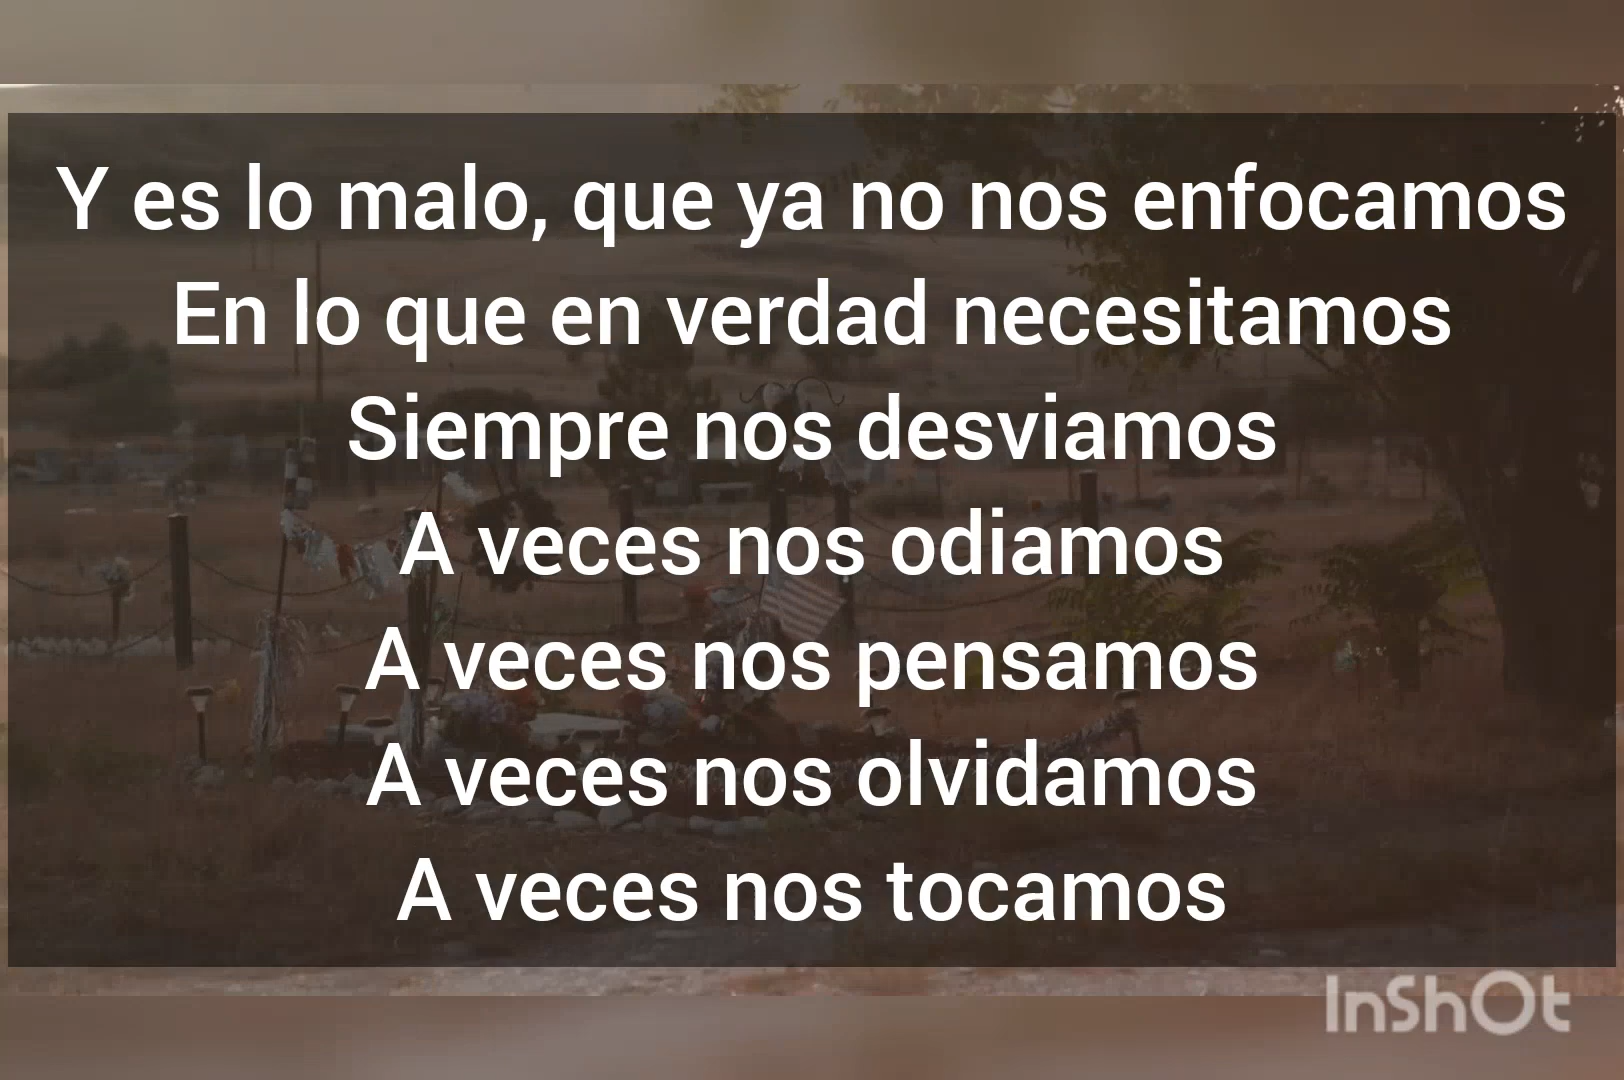 Y es lo malo, que ya no nos enfocamos
En lo que en verdad necesitamos
Siempre nos desviamos
A veces nos odiamos
A veces nos pensamos
A veces nos olvidamos
A veces nos tocamos
InShOt